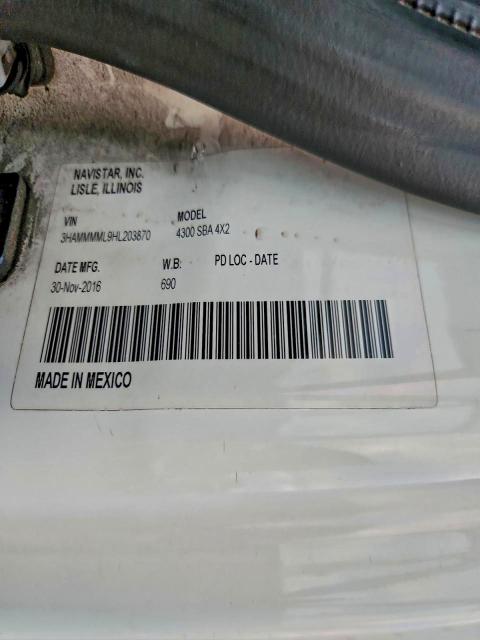 NAVISTAR, INC.
LISLE, ILLINOIS
VIN MODEL
3HAMMMML9HL203870 4300 SBA 4X2
DATE MFG. W.B: PD LOC - DATE
30-Nov-2016 690
MADE IN MEXICO